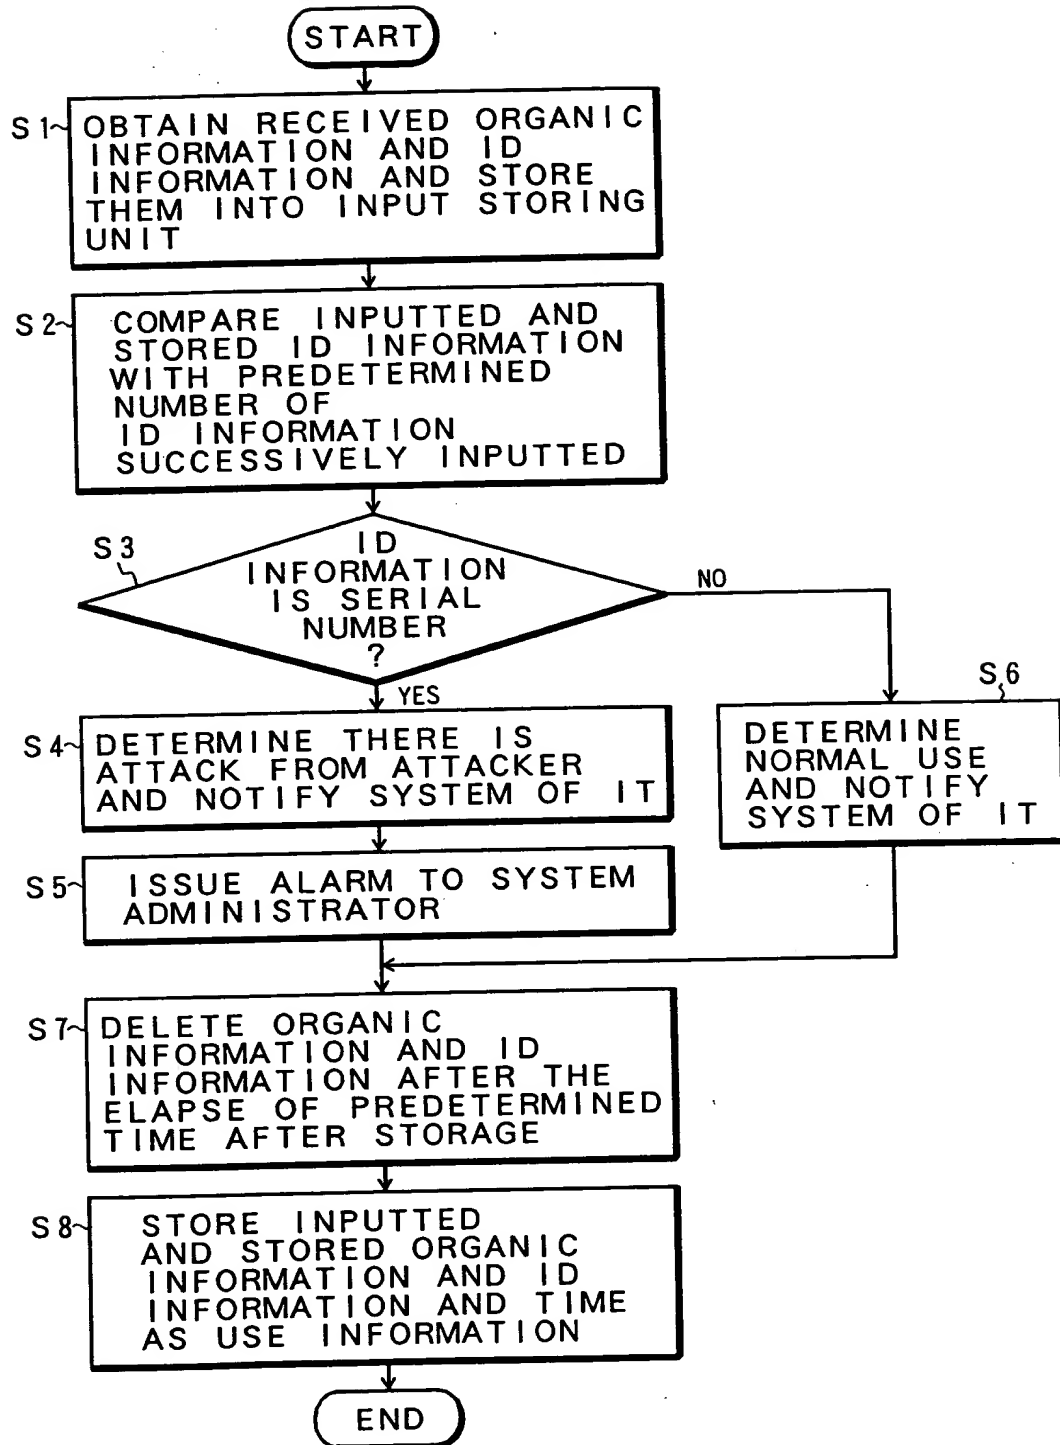 START
S1
OBTAIN RECEIVED ORGANIC
INFORMATION AND ID
INFORMATION AND STORE
THEM INTO INPUT STORING
UNIT
S2
COMPARE INPUTTED AND
STORED ID INFORMATION
WITH PREDETERMINED
NUMBER OF
ID INFORMATION
SUCCESSIVELY INPUTTED
S3
ID
INFORMATION
IS SERIAL
NUMBER
?
NO
YES
S4
DETERMINE THERE IS
ATTACK FROM ATTACKER
AND NOTIFY SYSTEM OF IT
S6
DETERMINE
NORMAL USE
AND NOTIFY
SYSTEM OF IT
S5
ISSUE ALARM TO SYSTEM
ADMINISTRATOR
S7
DELETE ORGANIC
INFORMATION AND ID
INFORMATION AFTER THE
ELAPSE OF PREDETERMINED
TIME AFTER STORAGE
S8
STORE INPUTTED
AND STORED ORGANIC
INFORMATION AND ID
INFORMATION AND TIME
AS USE INFORMATION
END